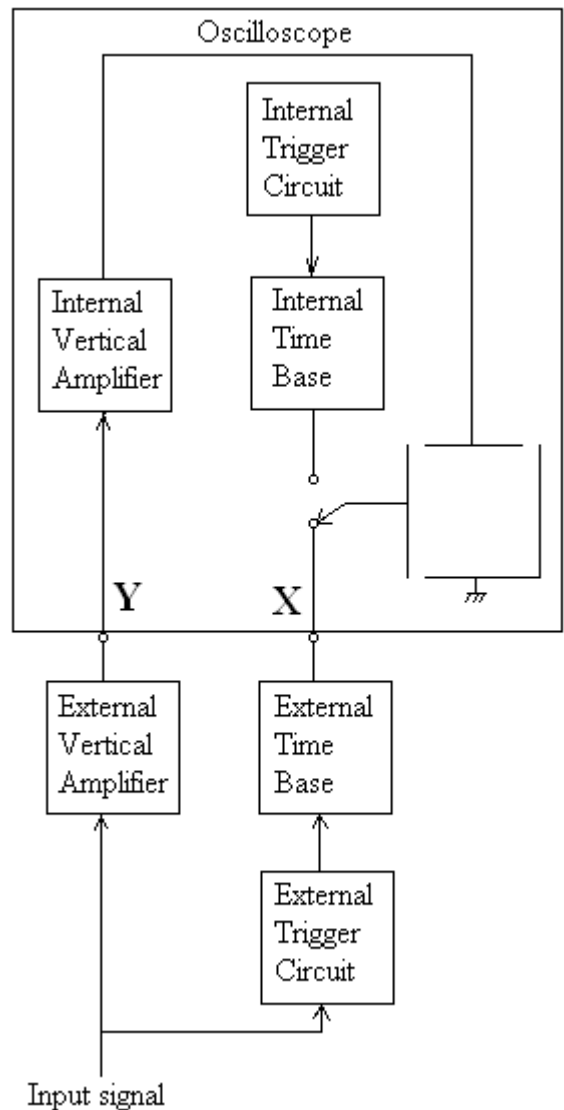 Oscilloscope
Internal
Trigger
Circuit
Internal
Vertical
Amplifier
Internal
Time
Base
Y
X
External
Vertical
Amplifier
External
Time
Base
External
Trigger
Circuit
Input signal